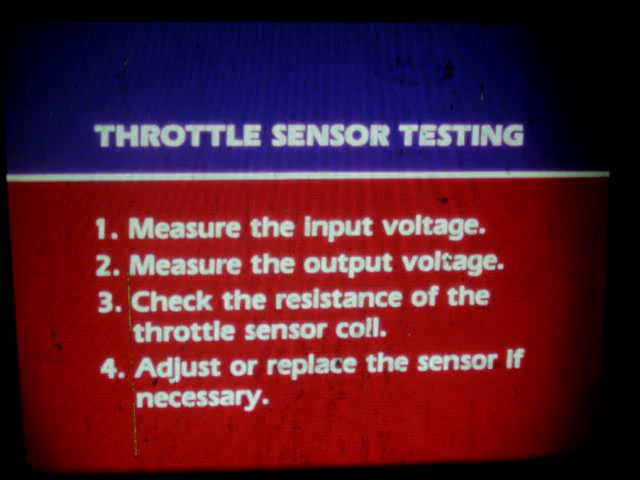 THROTTLE SENSOR TESTING
1. Measure the input voltage.
2. Measure the output voltage.
3. Check the resistance of the
throttle sensor coil.
4. Adjust or replace the sensor if
necessary.